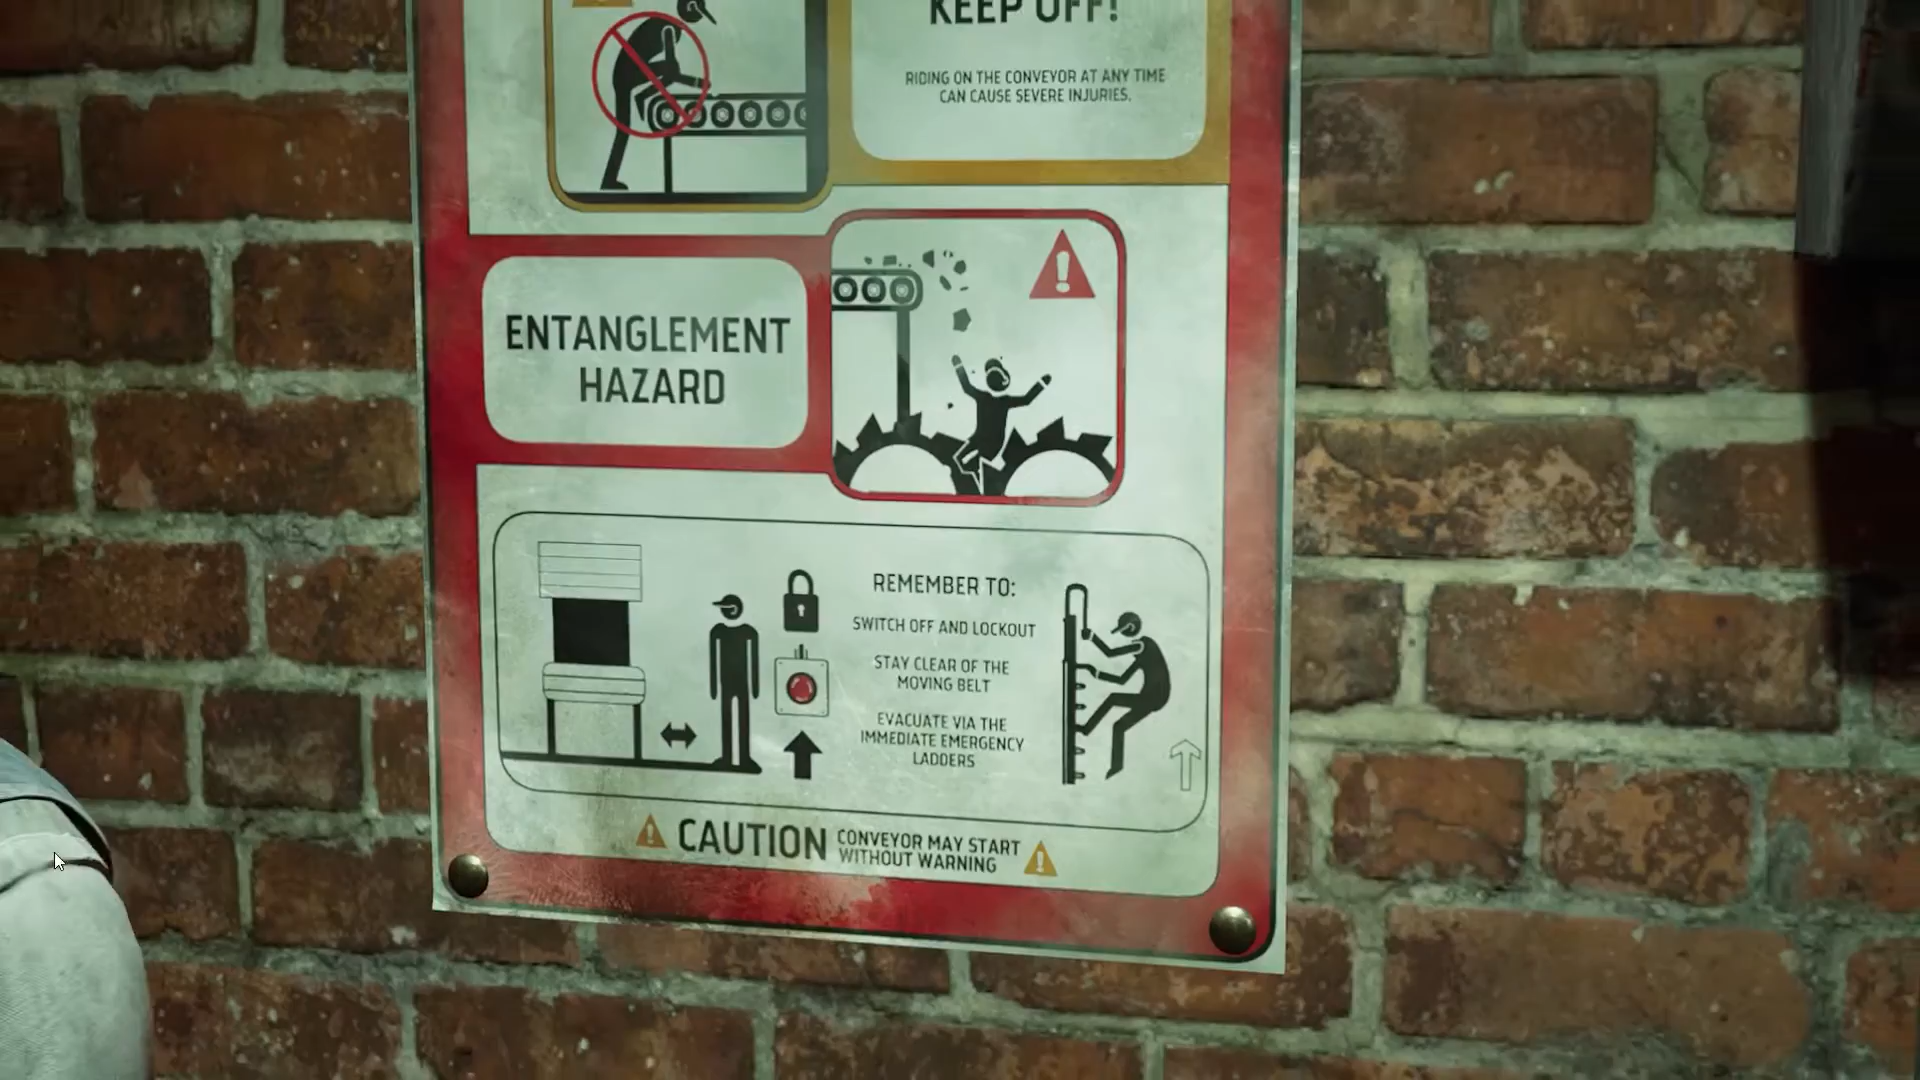 KEEP OFF!
RIDING ON THE CONVEYOR AT ANY TIME
CAN CAUSE SEVERE INJURIES.
ENTANGLEMENT
HAZARD
REMEMBER TO:
SWITCH OFF AND LOCKOUT
STAY CLEAR OF THE
MOVING BELT
EVACUATE VIA THE
IMMEDIATE EMERGENCY
LADDERS
CAUTION CONVEYOR MAY START
WITHOUT WARNING